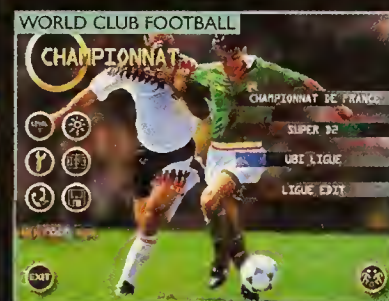 WORLD CLUB FOOTBALL
CHAMPIONNAT
CHAMPIONNAT DE FRANCE
SUPER D2
UBI LIGUE
LIGUE EDIT
EXIT